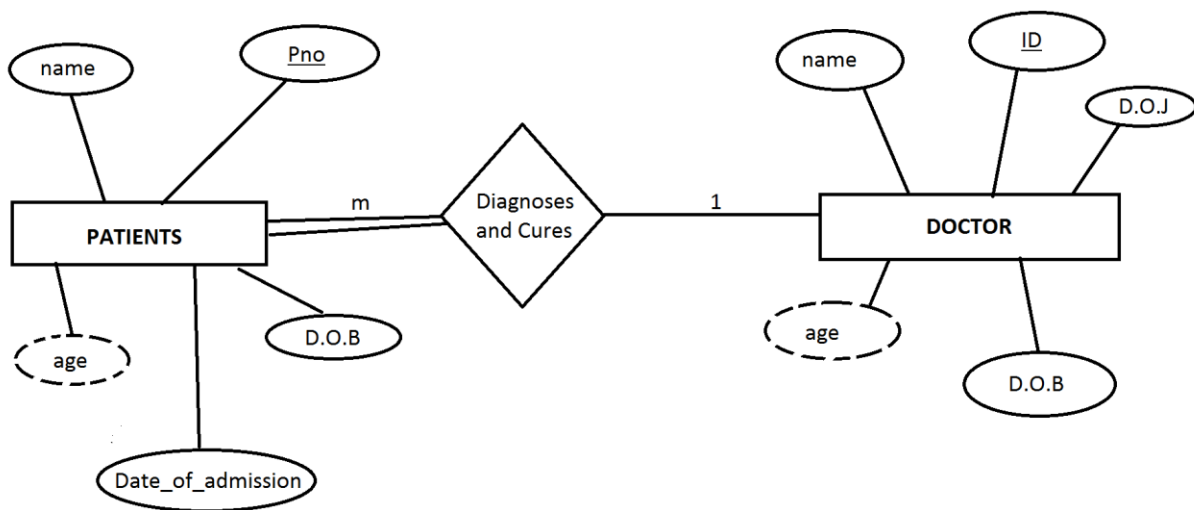 name
Pno
name
ID
D.O.J
PATIENTS
m
Diagnoses
and Cures
1
DOCTOR
age
D.O.B
age
D.O.B
Date_of_admission